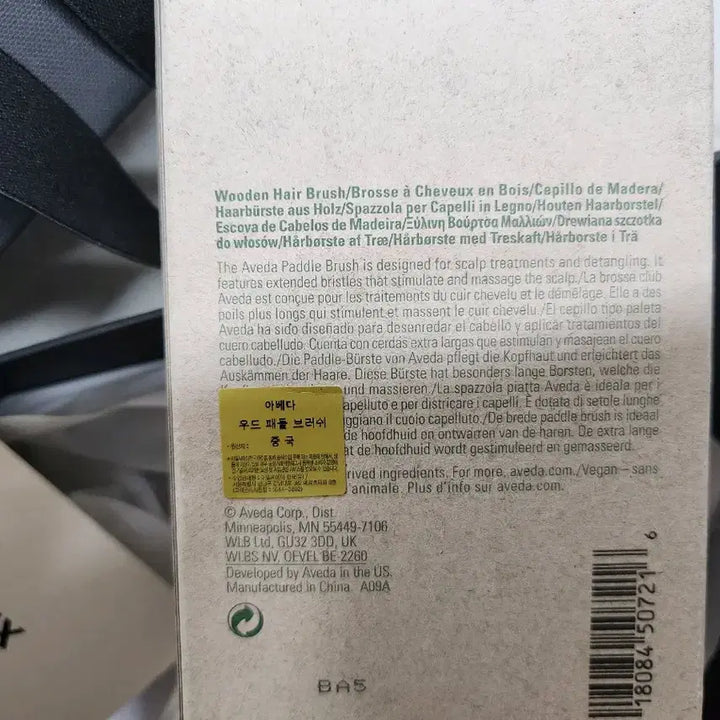 Wooden Hair Brush/Brosse à Cheveux en Bois/Capillo de Madera/
Haarbürste aus Holz/Spazzola per Capelli in Legno/Houten Haarborstel/
Escova de Cabelos de Madeira/Ξύλινη Βούρτσα Μαλλιών/Drewiana szczotka
do włosów/Hårbørste af Træ/Hårbørste med Treskaft/Hårborste i Trä
The Aveda Paddle Brush is designed for scalp treatments and detangling. It
features extended bristles that stimulate and massage the scalp./La brosse club
Aveda est conçue pour les traitements du cuir chevelu et le démêlage. Elle a des
poils plus longs qui stimulent et massent le cuir chevelu./El cepillo tipo paleta
Aveda ha sido diseñado para desenredar el cabello y aplicar tratamientos del
cuero cabelludo. Cuenta con cerdas extra largas que estimulan y masajean el cuero
cabelludo./Die Paddle-Bürste von Aveda pflegt die Kopfhaut und erleichtert das
Auskämmen der Haare. Diese Bürste hat besonders lange Borsten, welche die
und massieren./La spazzola piatta Aveda è ideale per i
capelluto e per districare i capelli. È dotata di setole lunghe
ggiano il cuoio capelluto./De brede paddle brush is ideaal
hoofdhuid en ontwarren van de haren. De extra lange
at de hoofdhuid wordt gestimuleerd en gemasseerd.
아베다
우드 패들 브러쉬
중국
rived ingredients. For more, aveda.com./Vegan – sans
animale. Plus d'info sur aveda.com.
© Aveda Corp., Dist.
Minneapolis, MN 55449-7106
WLB Ltd, GU32 3DD, UK
WLBS NV, OEVEL BE-2260
Developed by Aveda in the US.
Manufactured in China A09A
BA5
18084 50721 6